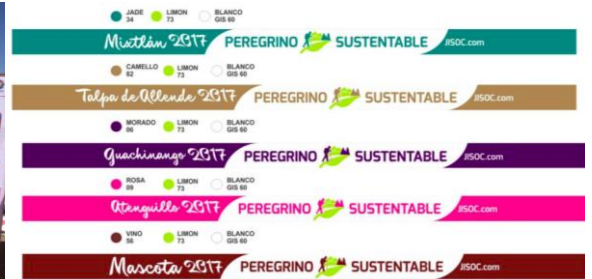 JADE 34 LIMON 73 BLANCO GIS 60
Mixtlán 2017 PEREGRINO SUSTENTABLE JISOC.com
CAMELLO 82 LIMON 73 BLANCO GIS 60
Talpa de Allende 2017 PEREGRINO SUSTENTABLE JISOC.com
MORADO 06 LIMON 73 BLANCO GIS 60
Guachinango 2017 PEREGRINO SUSTENTABLE JISOC.com
ROSA 09 LIMON 73 BLANCO GIS 60
Atenguillo 2017 PEREGRINO SUSTENTABLE JISOC.com
VINO 56 LIMON 73 BLANCO GIS 60
Mascota 2017 PEREGRINO SUSTENTABLE JISOC.com